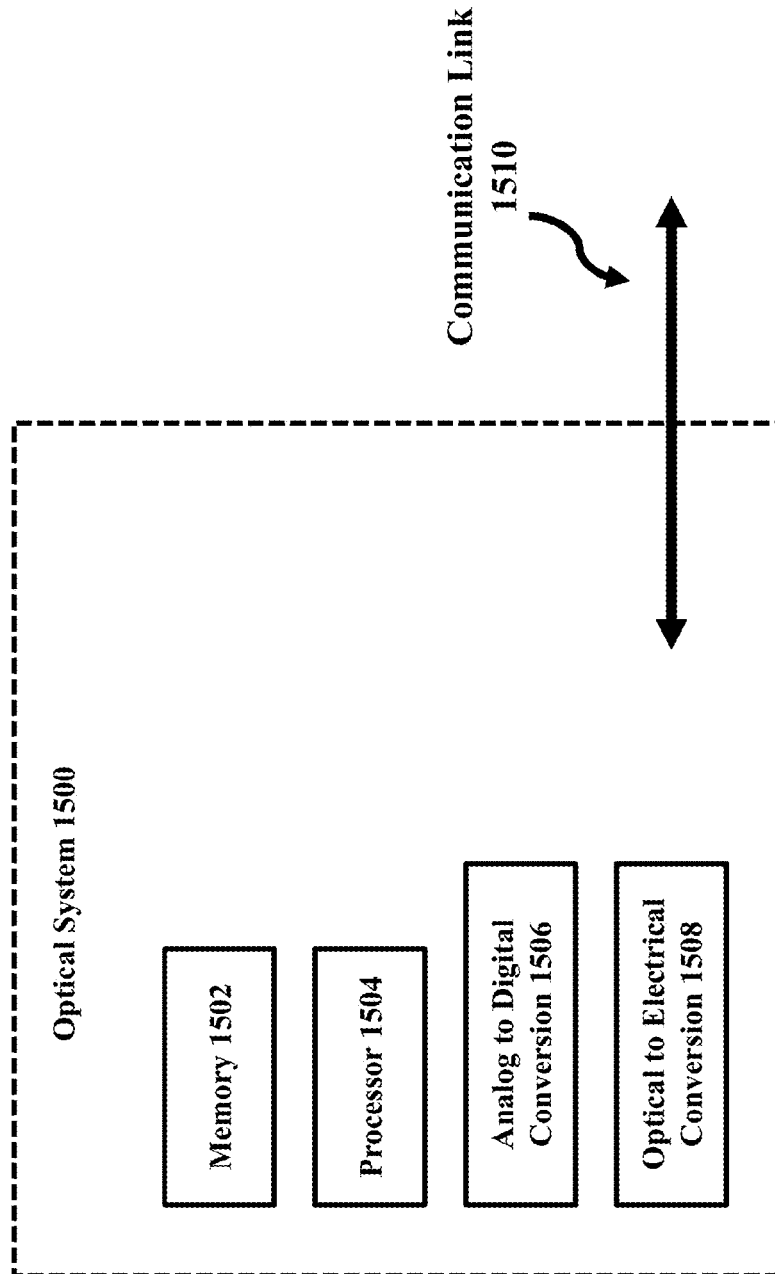 Optical System 1500
Memory 1502
Processor 1504
Analog to Digital
Conversion 1506
Optical to Electrical
Conversion 1508
Communication Link
1510